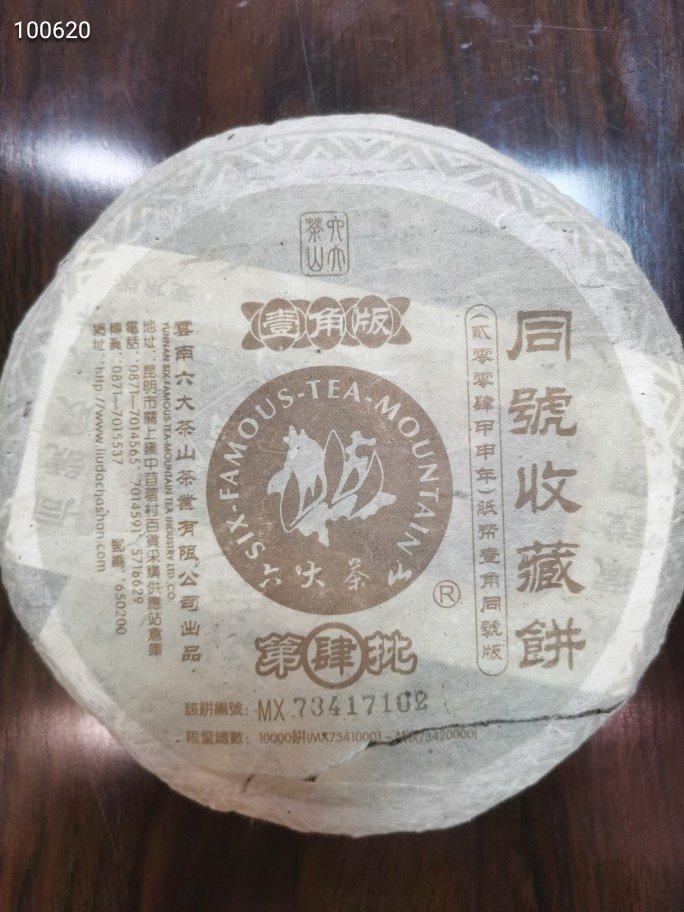 100620
六大
茶山
壹角版
同號收藏餅
（貳零零肆甲申年）紙幣壹角同號版
SIX-FAMOUS-TEA-MOUNTAIN
六大茶山
®
雲南六大茶山茶業有限公司出品
YUNNAN SIX-FAMOUS-TEA-MOUNTAIN TEA INDUSTRY LTD.CO.
地址：昆明市關上鎮中苜蓿村百貨采購供應站倉庫
電話：0871-7014565 7014591 5716629
傳真：0871-7015537 郵編：650200
網址：http://www.liudachashan.com
第肆批
該餅編號：MX 73417102
限量總數：10000餅(MX73410001-MX73420000)